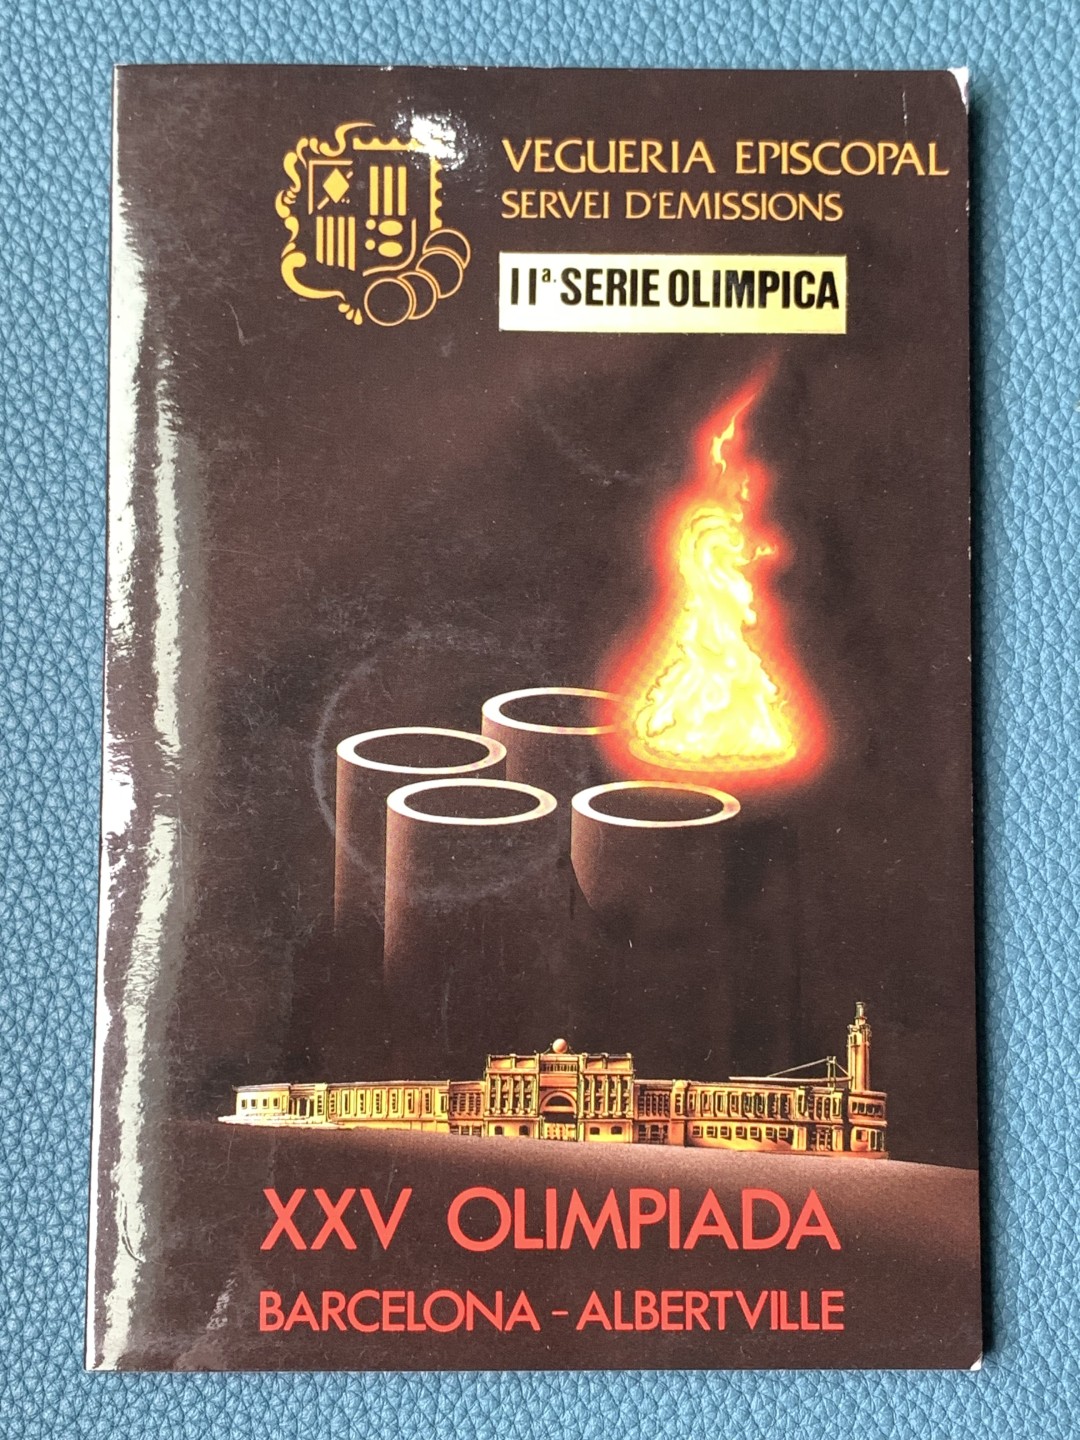 VEGUERIA EPISCOPAL
SERVEI D'EMISSIONS
IIª. SERIE OLIMPICA
XXV OLIMPIADA
BARCELONA - ALBERTVILLE